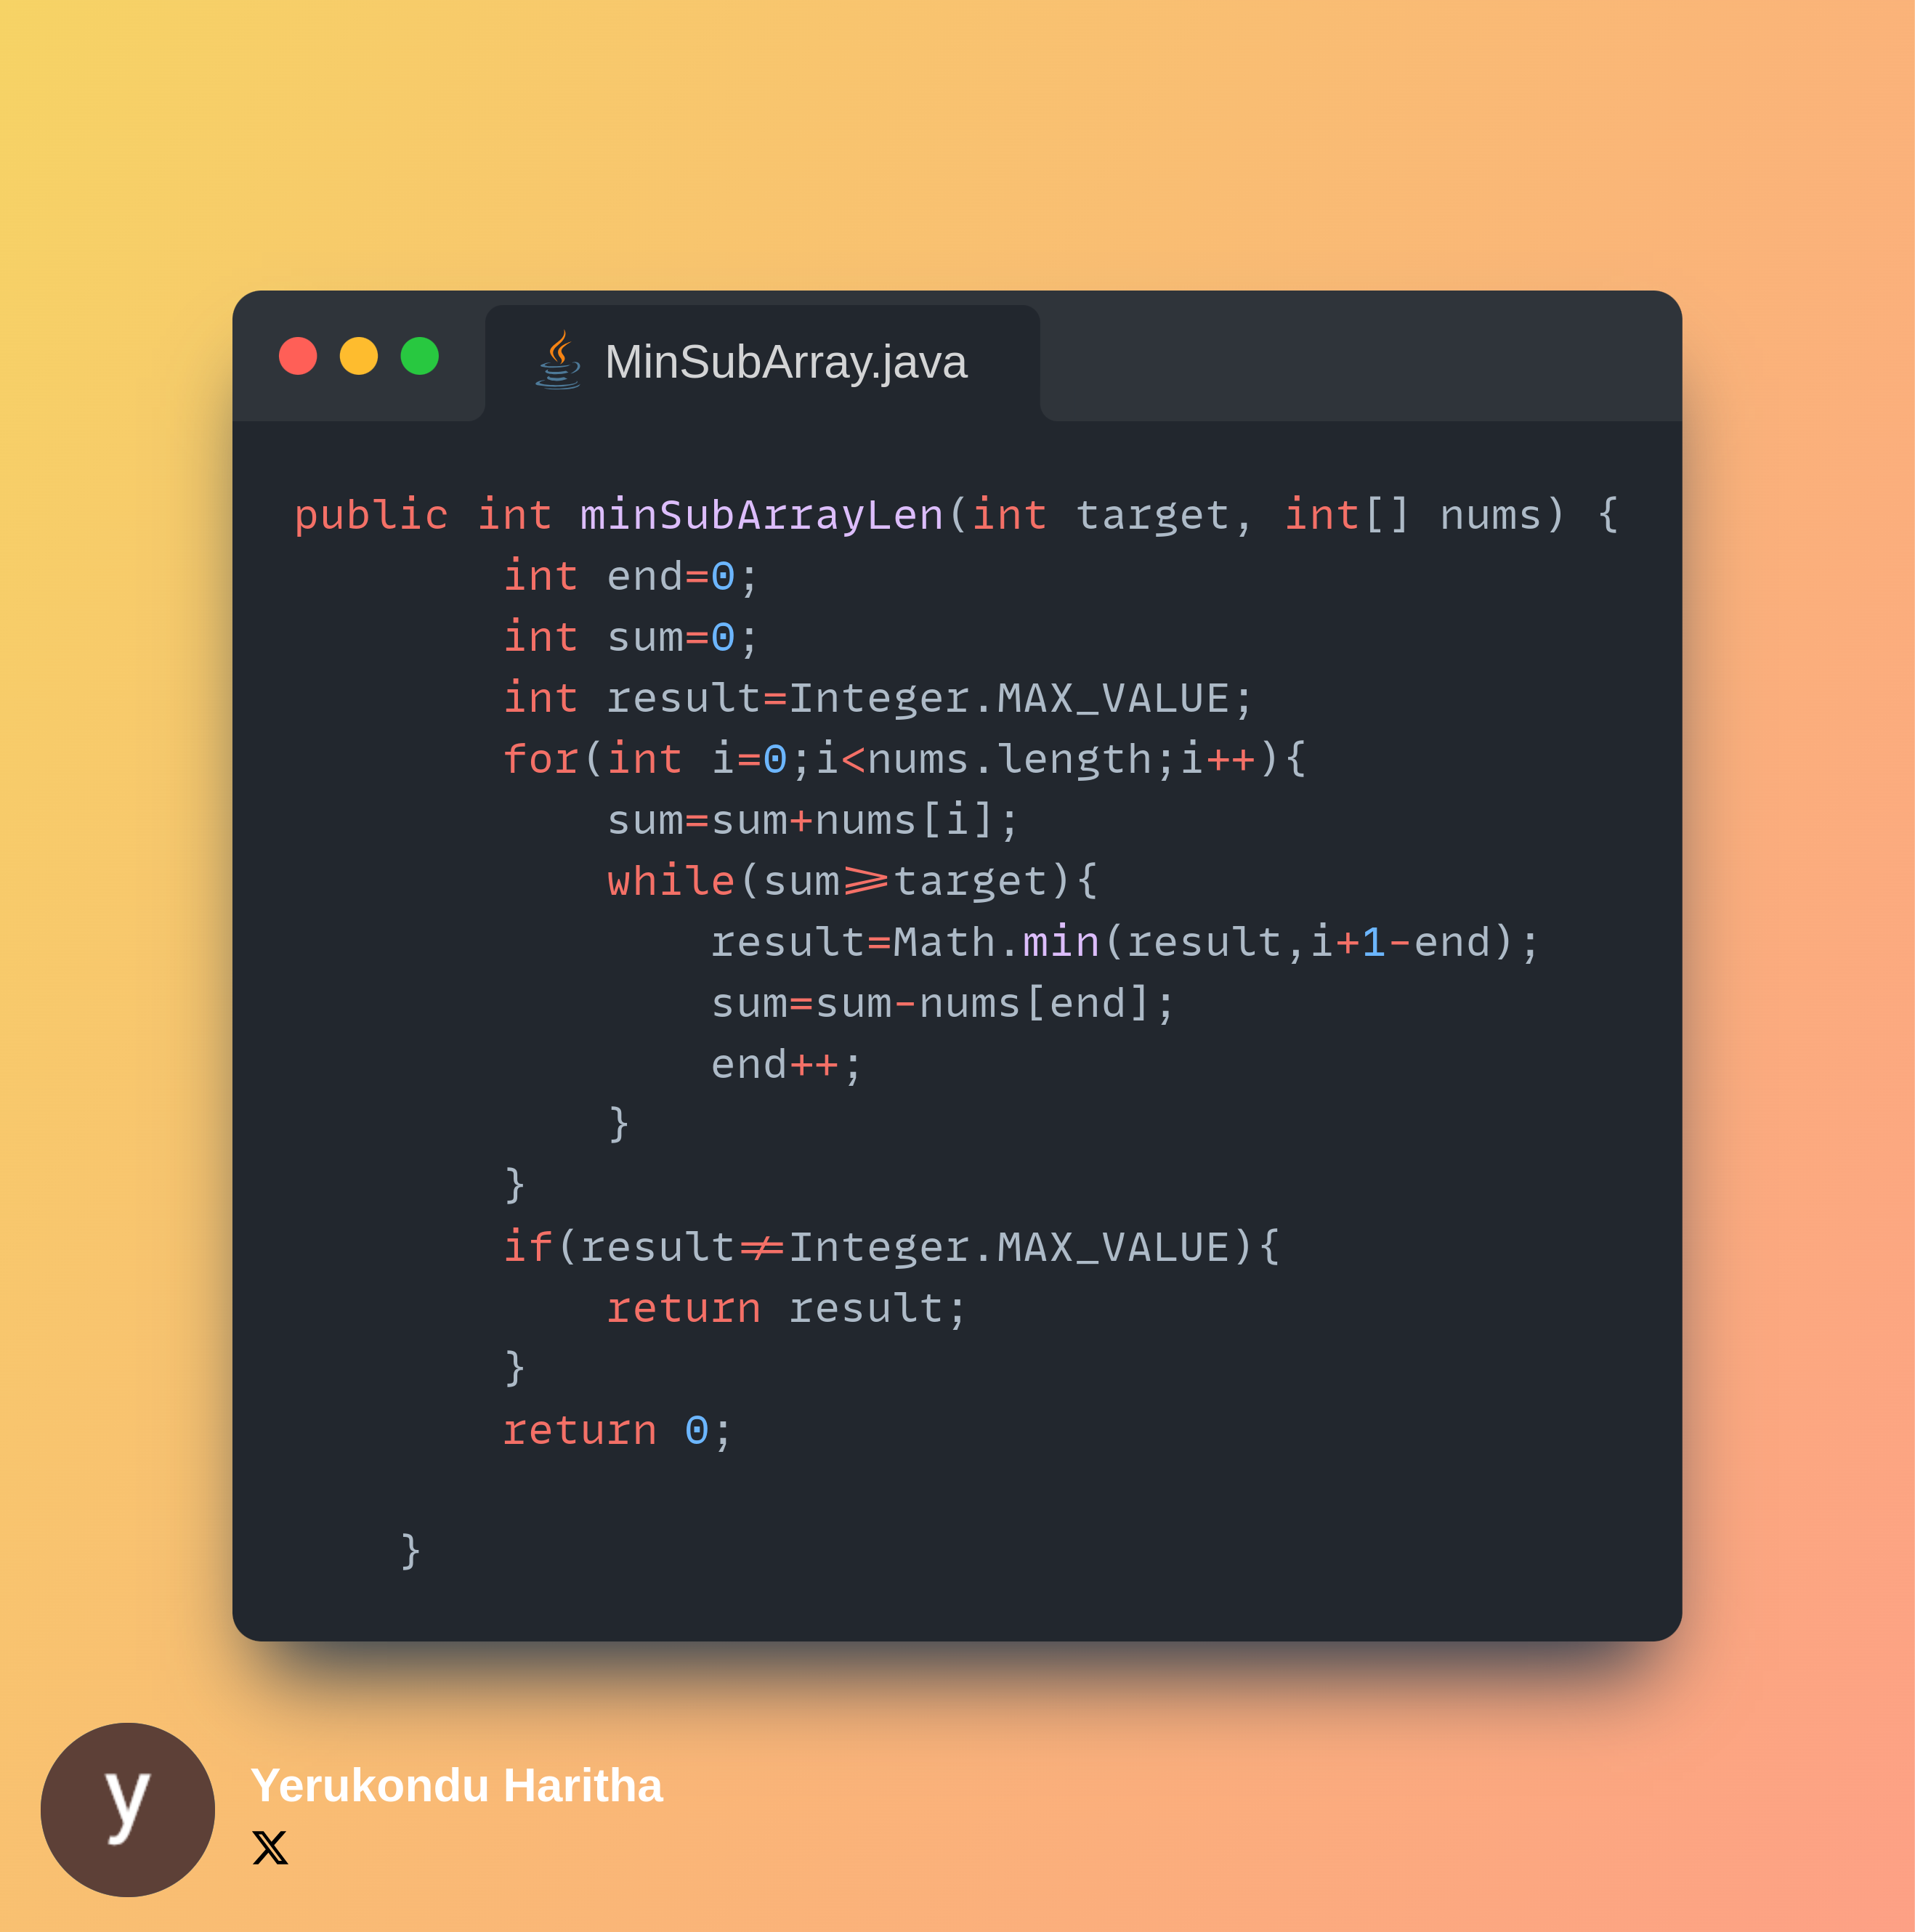 MinSubArray.java
public int minSubArrayLen(int target, int[] nums) {
        int end=0;
        int sum=0;
        int result=Integer.MAX_VALUE;
        for(int i=0;i<nums.length;i++){
            sum=sum+nums[i];
            while(sum>=target){
                result=Math.min(result,i+1-end);
                sum=sum-nums[end];
                end++;
            }
        }
        if(result!=Integer.MAX_VALUE){
            return result;
        }
        return 0;
    }
y
Yerukondu Haritha
𝕏